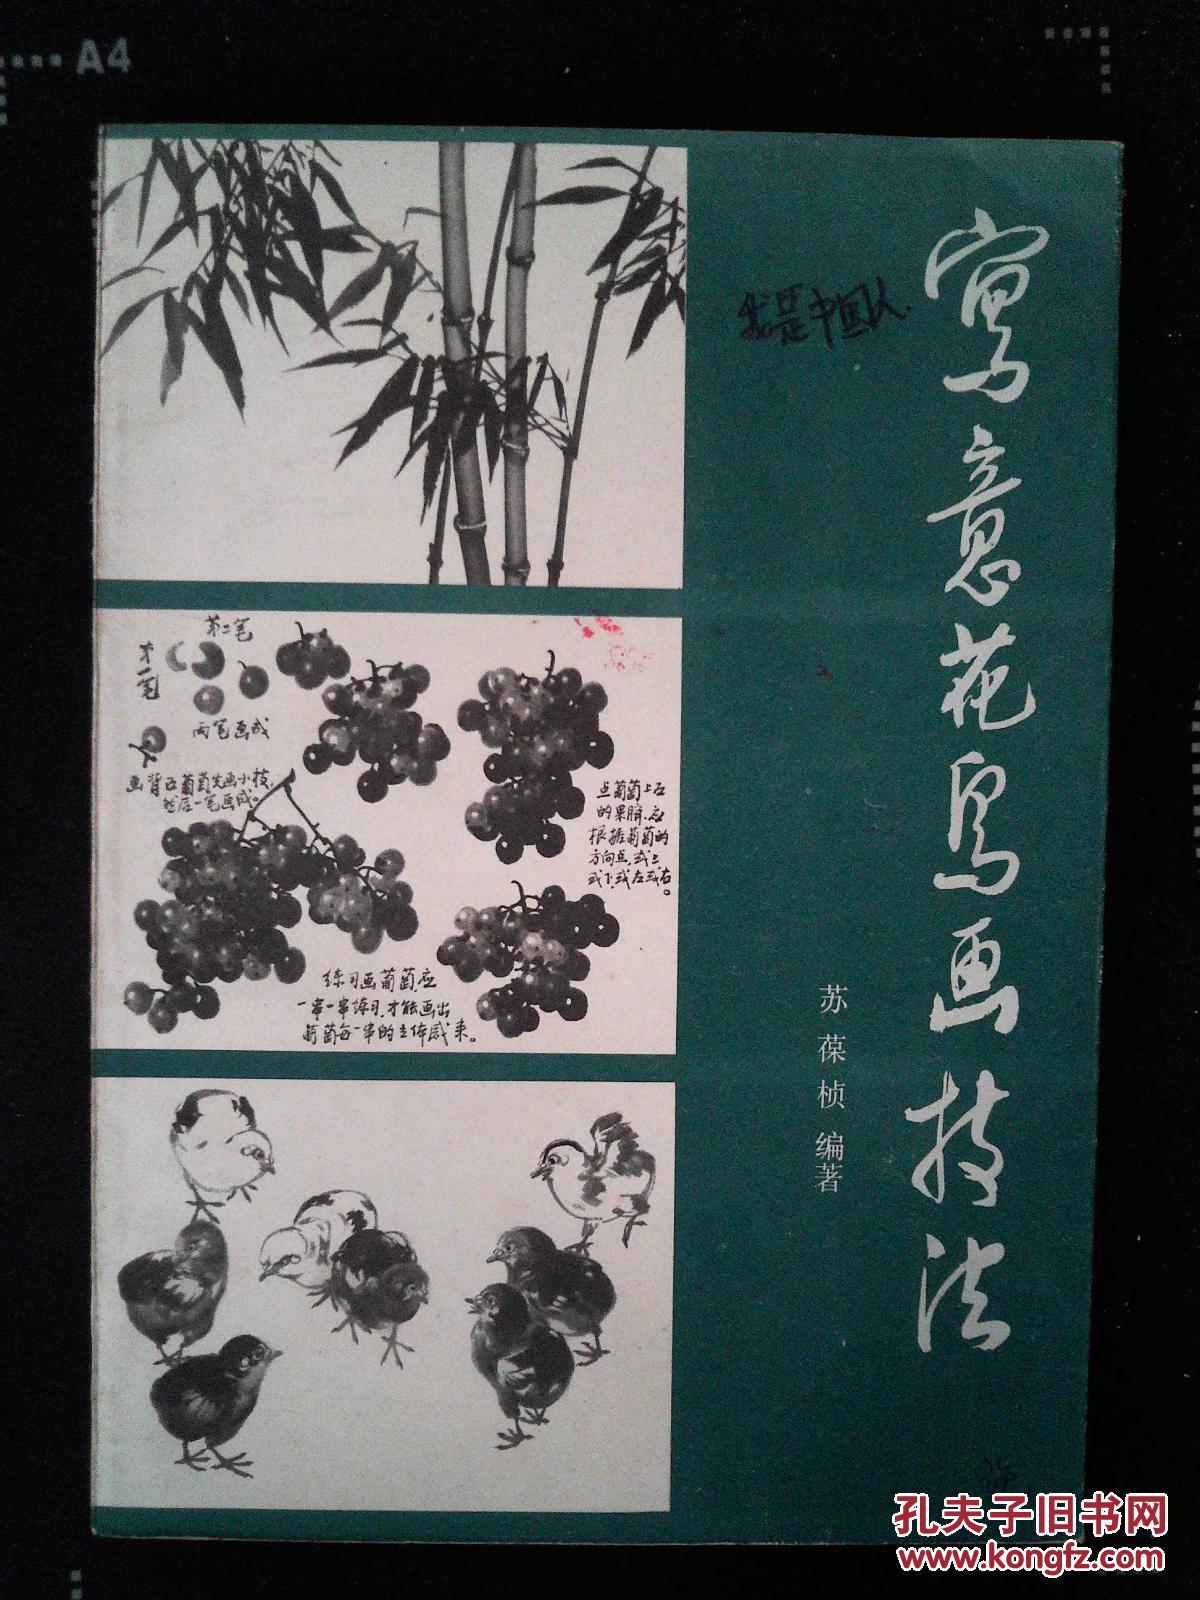 A4
寫意花鸟画技法
苏葆桢 编著
我是中国人.
第一笔
第二笔
两笔画成
画背面葡萄先画小枝,
然后一笔画成。
点葡萄上面
的果脐,应
根据葡萄的
方向点,或上
或下,或左或右。
练习画葡萄应
一串一串练习,才能画出
葡萄每一串的立体感来。
孔夫子旧书网
www.kongfz.com